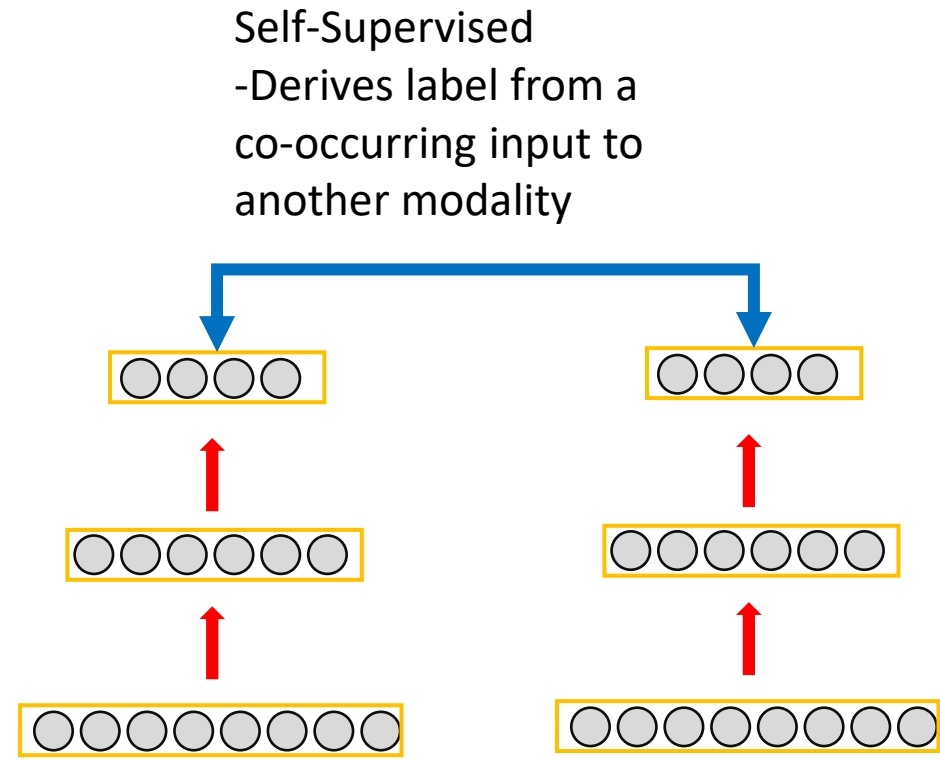 Self-Supervised
-Derives label from a
co-occurring input to
another modality